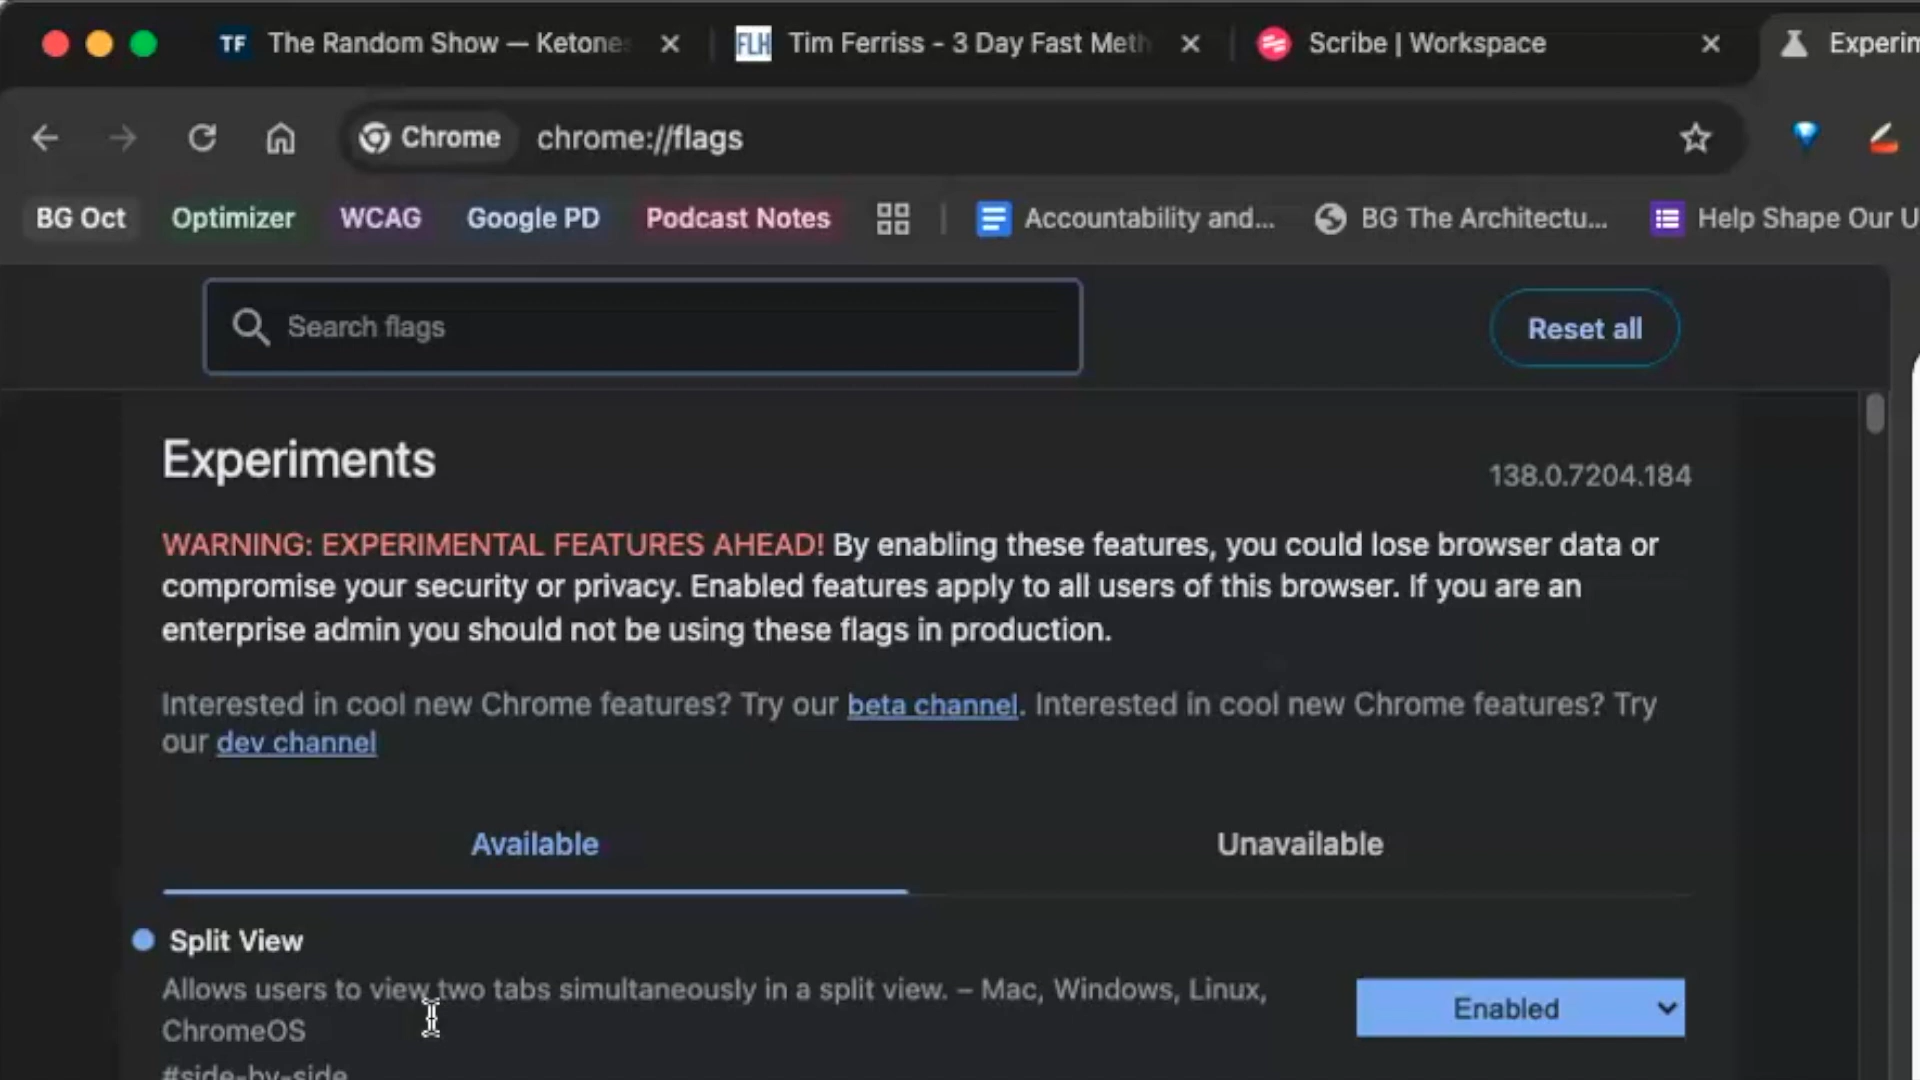 TF The Random Show — Ketone
FLH Tim Ferriss - 3 Day Fast Meth
Scribe | Workspace
Experim
Chrome chrome://flags
BG Oct Optimizer WCAG Google PD Podcast Notes Accountability and... BG The Architectu... Help Shape Our U
Search flags
Reset all
Experiments
138.0.7204.184
WARNING: EXPERIMENTAL FEATURES AHEAD! By enabling these features, you could lose browser data or
compromise your security or privacy. Enabled features apply to all users of this browser. If you are an
enterprise admin you should not be using these flags in production.
Interested in cool new Chrome features? Try our beta channel. Interested in cool new Chrome features? Try
our dev channel
Available
Unavailable
Split View
Allows users to view two tabs simultaneously in a split view. – Mac, Windows, Linux,
ChromeOS
Enabled
#side-by-side